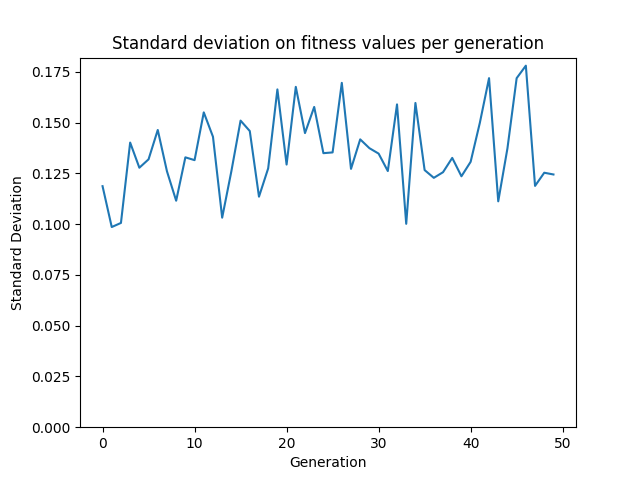 Standard deviation on fitness values per generation
0.175
0.150
0.125
0.100
0.075
0.050
0.025
0.000
Standard Deviation
0 10 20 30 40 50
Generation